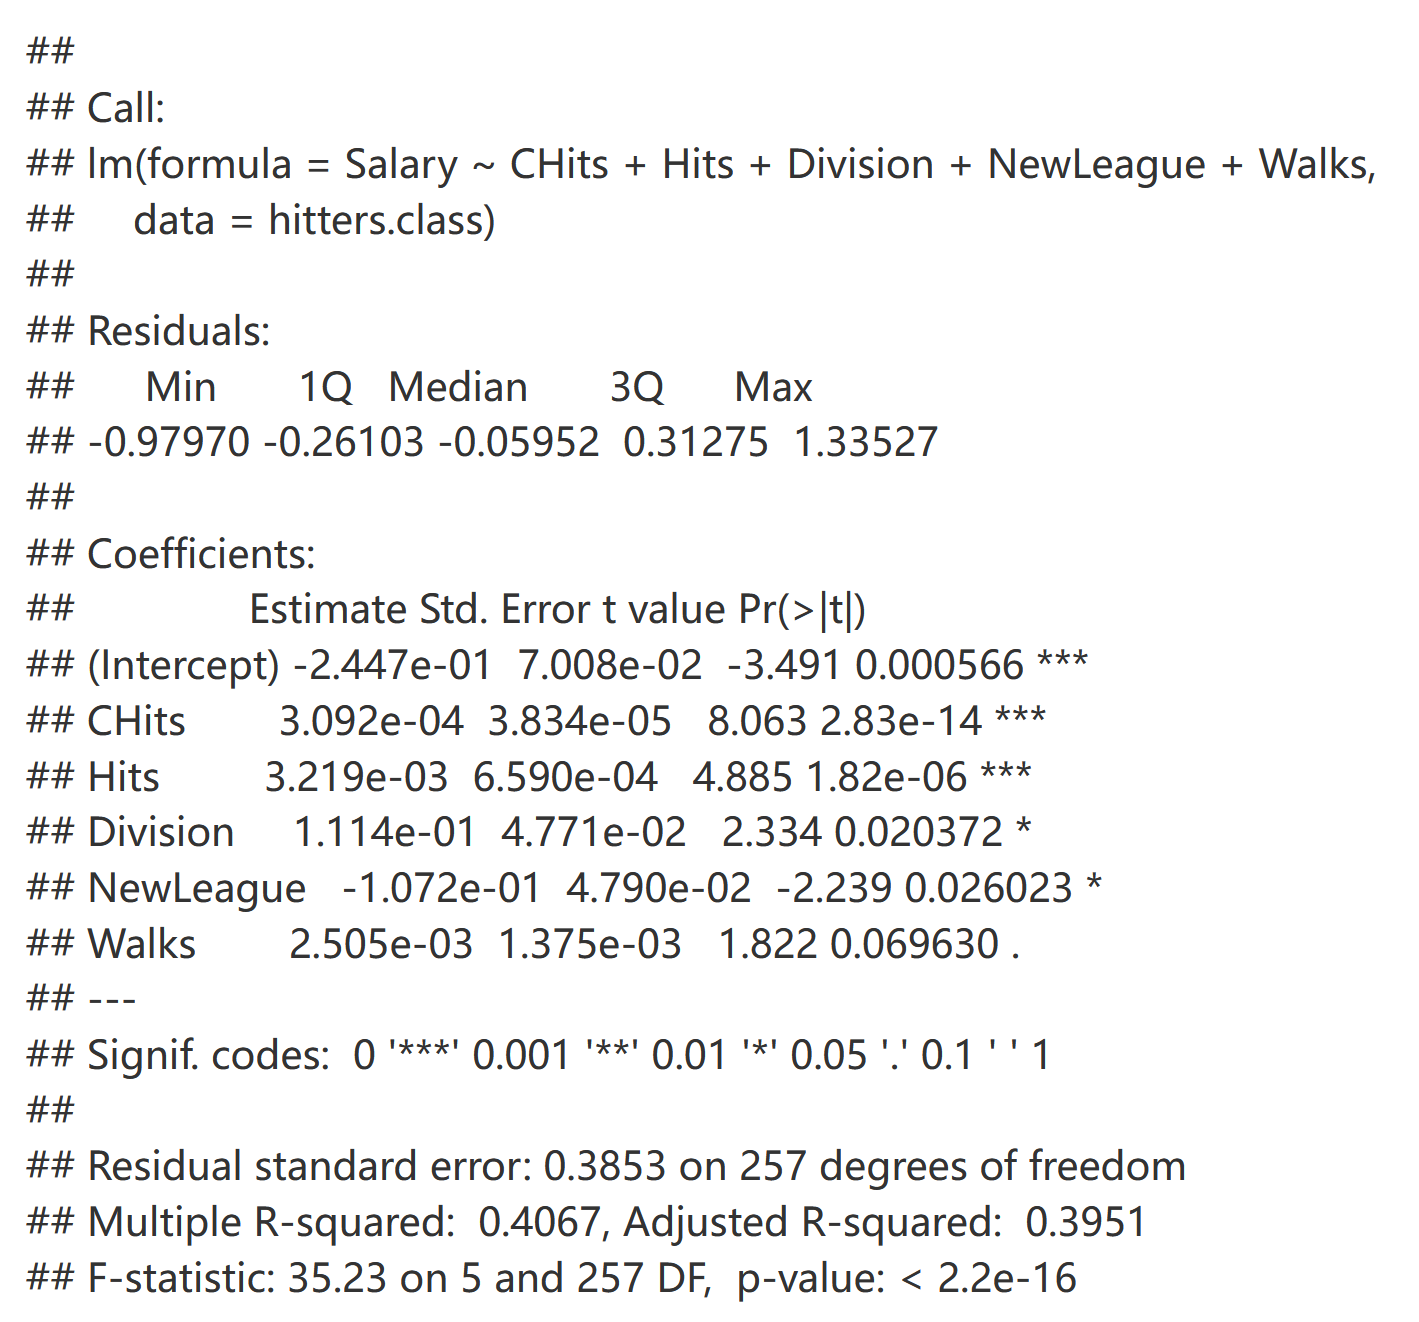 ##
## Call:
## lm(formula = Salary ~ CHits + Hits + Division + NewLeague + Walks,
##     data = hitters.class)
##
## Residuals:
##      Min       1Q   Median       3Q      Max
## -0.97970 -0.26103 -0.05952  0.31275  1.33527
##
## Coefficients:
##               Estimate Std. Error t value Pr(>|t|)
## (Intercept) -2.447e-01  7.008e-02  -3.491 0.000566 ***
## CHits        3.092e-04  3.834e-05   8.063 2.83e-14 ***
## Hits         3.219e-03  6.590e-04   4.885 1.82e-06 ***
## Division     1.114e-01  4.771e-02   2.334 0.020372 *
## NewLeague   -1.072e-01  4.790e-02  -2.239 0.026023 *
## Walks        2.505e-03  1.375e-03   1.822 0.069630 .
## ---
## Signif. codes:  0 '***' 0.001 '**' 0.01 '*' 0.05 '.' 0.1 ' ' 1
##
## Residual standard error: 0.3853 on 257 degrees of freedom
## Multiple R-squared:  0.4067, Adjusted R-squared:  0.3951
## F-statistic: 35.23 on 5 and 257 DF,  p-value: < 2.2e-16